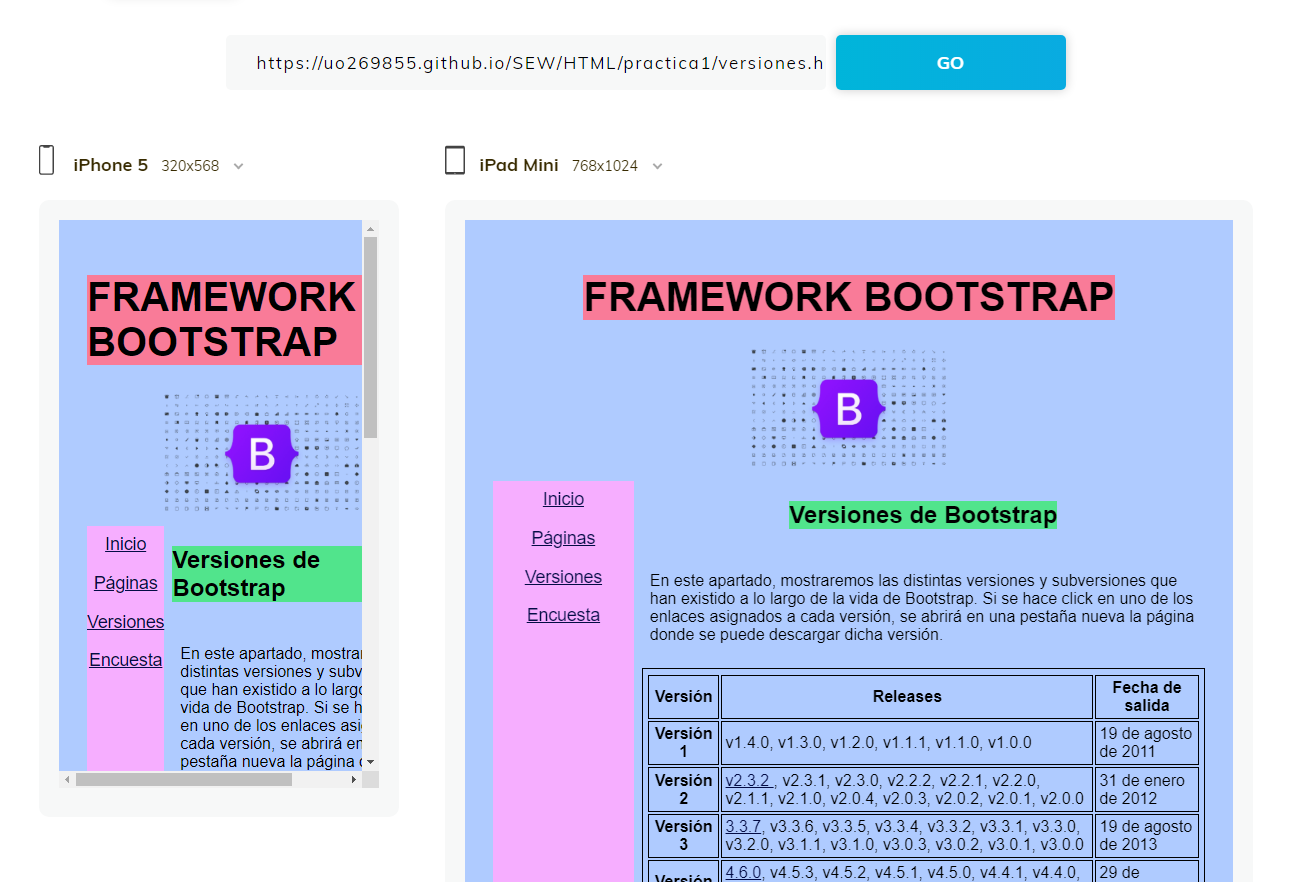 https://uo269855.github.io/SEW/HTML/practica1/versiones.h
GO
iPhone 5 320x568
iPad Mini 768x1024
FRAMEWORK
BOOTSTRAP
B
Inicio
Páginas
Versiones
Encuesta
Versiones de
Bootstrap
En este apartado, mostrar
distintas versiones y subv
que han existido a lo largo
vida de Bootstrap. Si se h
en uno de los enlaces asi
cada versión, se abrirá en
pestaña nueva la página
FRAMEWORK BOOTSTRAP
B
Inicio
Páginas
Versiones
Encuesta
Versiones de Bootstrap
En este apartado, mostraremos las distintas versiones y subversiones que
han existido a lo largo de la vida de Bootstrap. Si se hace click en uno de los
enlaces asignados a cada versión, se abrirá en una pestaña nueva la página
donde se puede descargar dicha versión.
Versión Releases Fecha de
salida
Versión
1 v1.4.0, v1.3.0, v1.2.0, v1.1.1, v1.1.0, v1.0.0 19 de agosto
de 2011
Versión
2 v2.3.2 , v2.3.1, v2.3.0, v2.2.2, v2.2.1, v2.2.0,
v2.1.1, v2.1.0, v2.0.4, v2.0.3, v2.0.2, v2.0.1, v2.0.0 31 de enero
de 2012
Versión
3 3.3.7, v3.3.6, v3.3.5, v3.3.4, v3.3.2, v3.3.1, v3.3.0,
v3.2.0, v3.1.1, v3.1.0, v3.0.3, v3.0.2, v3.0.1, v3.0.0 19 de agosto
de 2013
Versión 4.6.0, v4.5.3, v4.5.2, v4.5.1, v4.5.0, v4.4.1, v4.4.0, 29 de